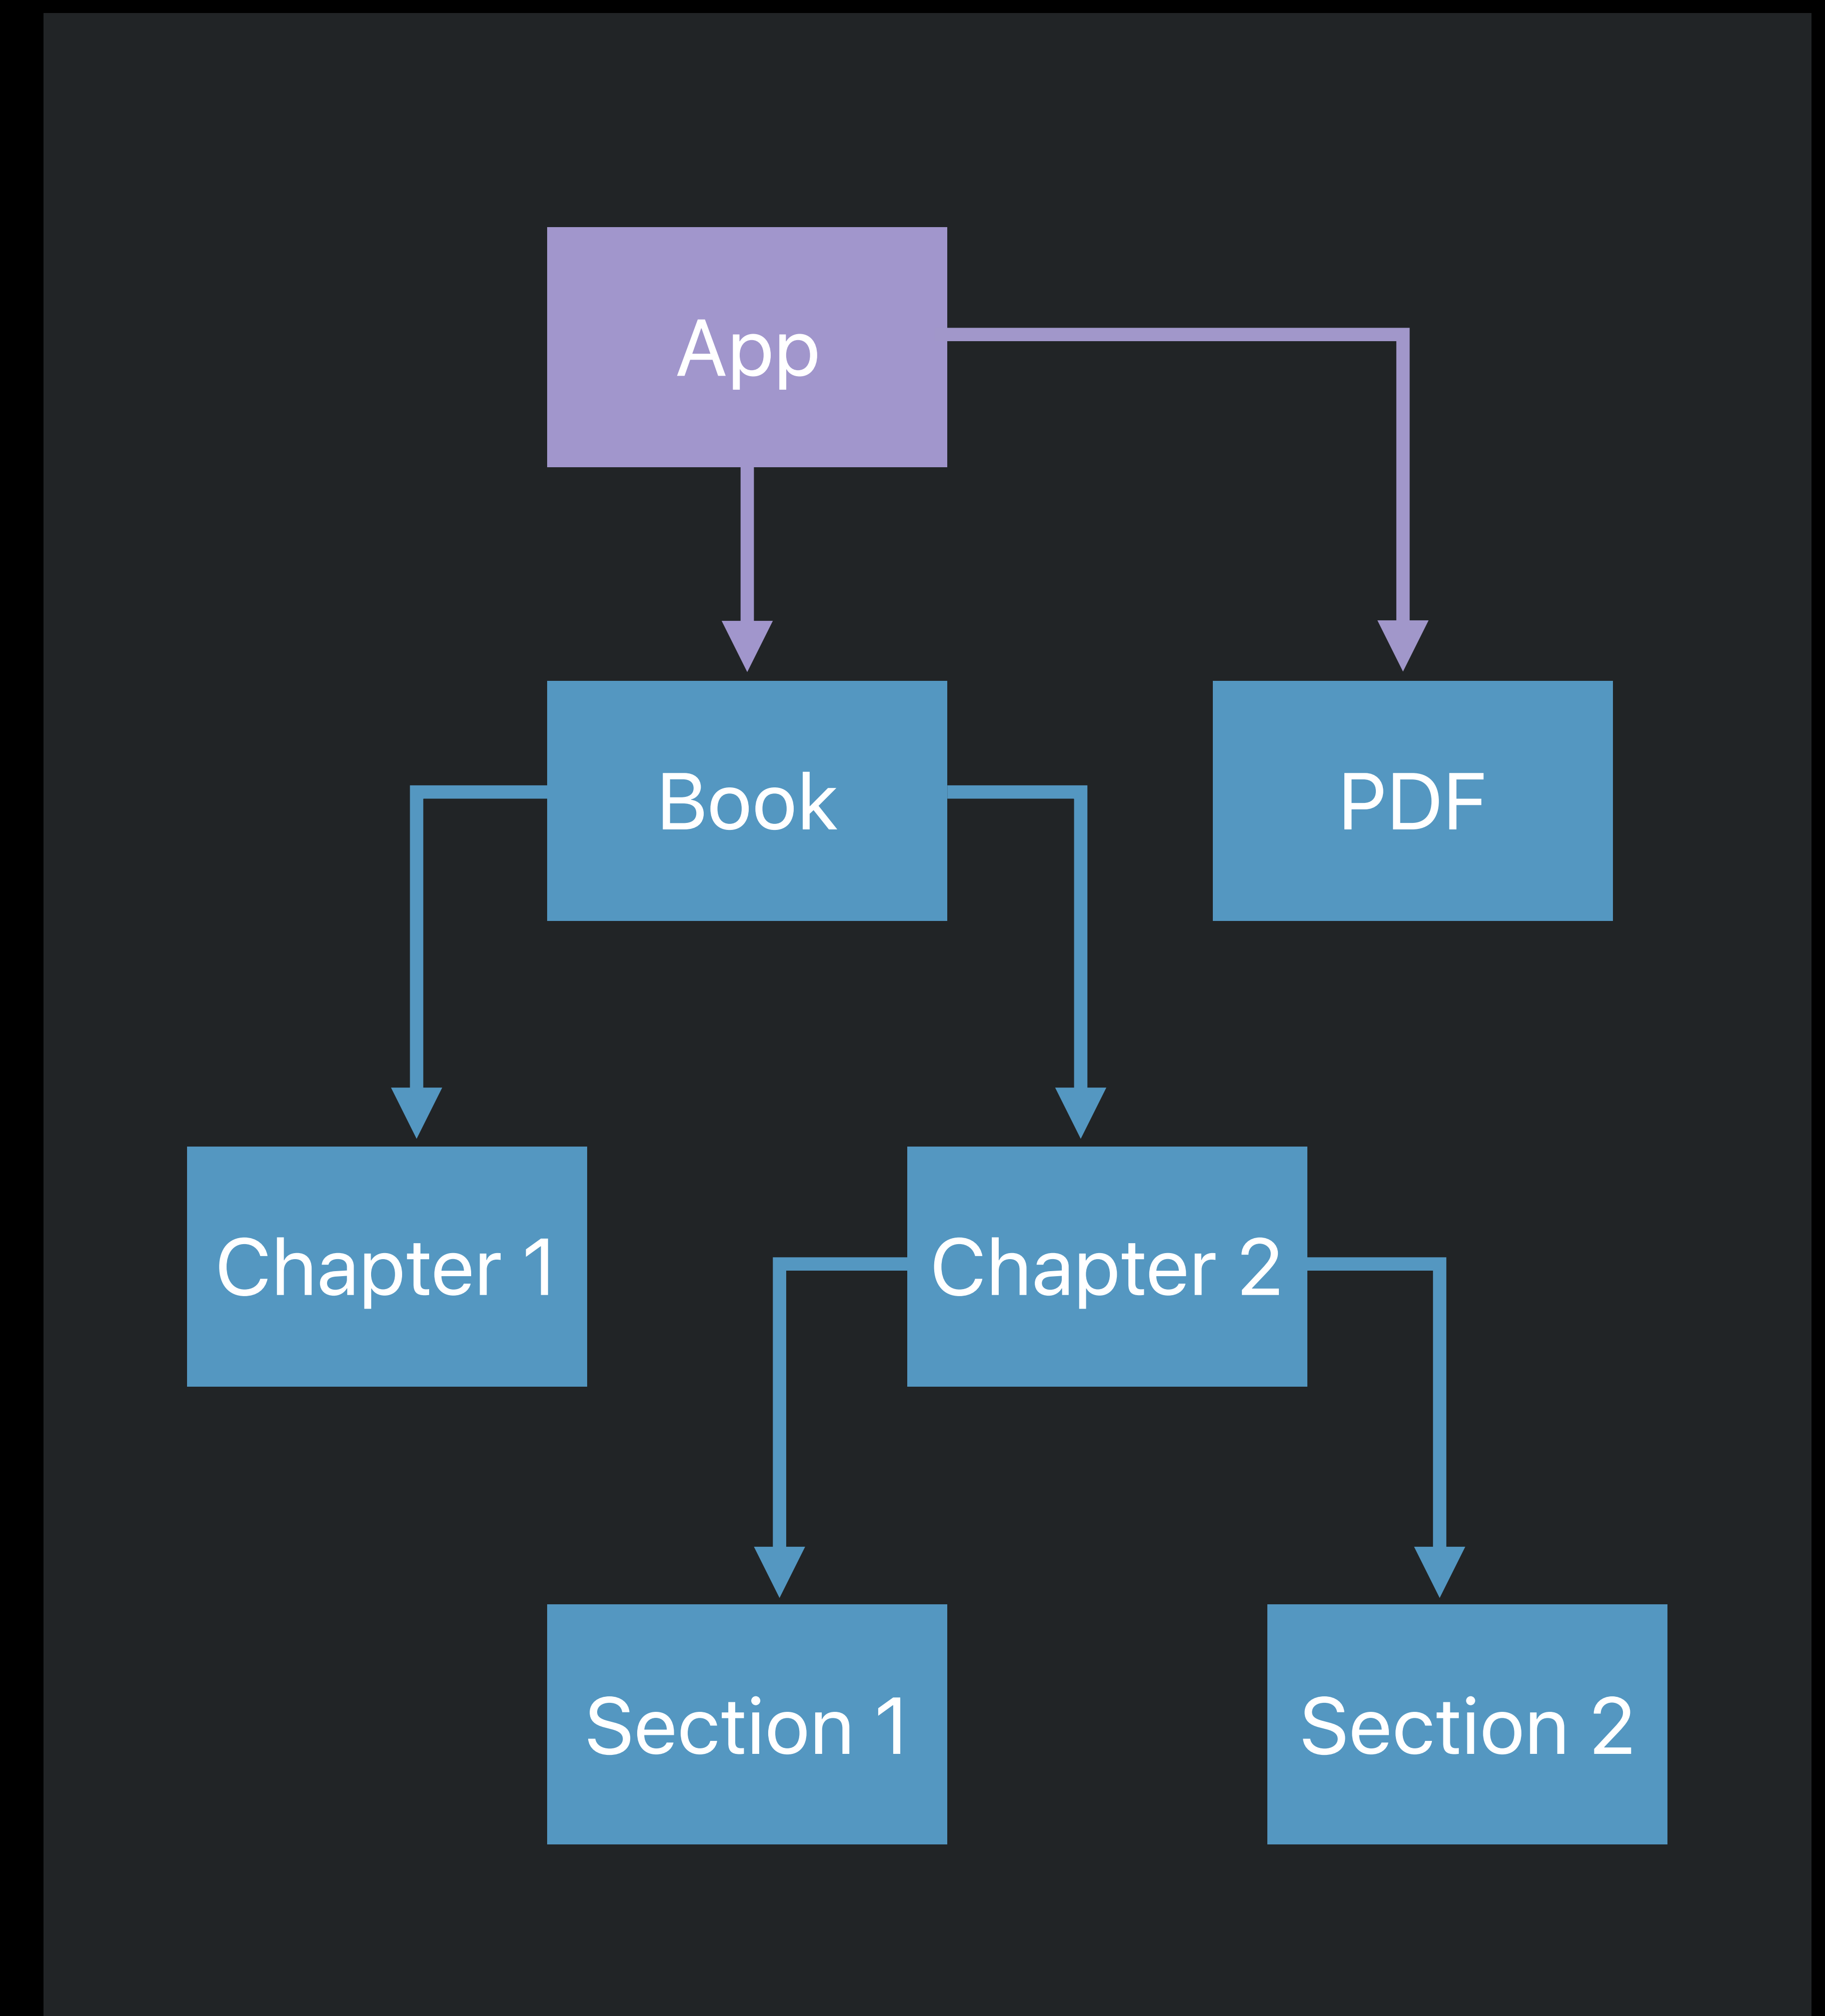 App
Book
PDF
Chapter 1
Chapter 2
Section 1
Section 2